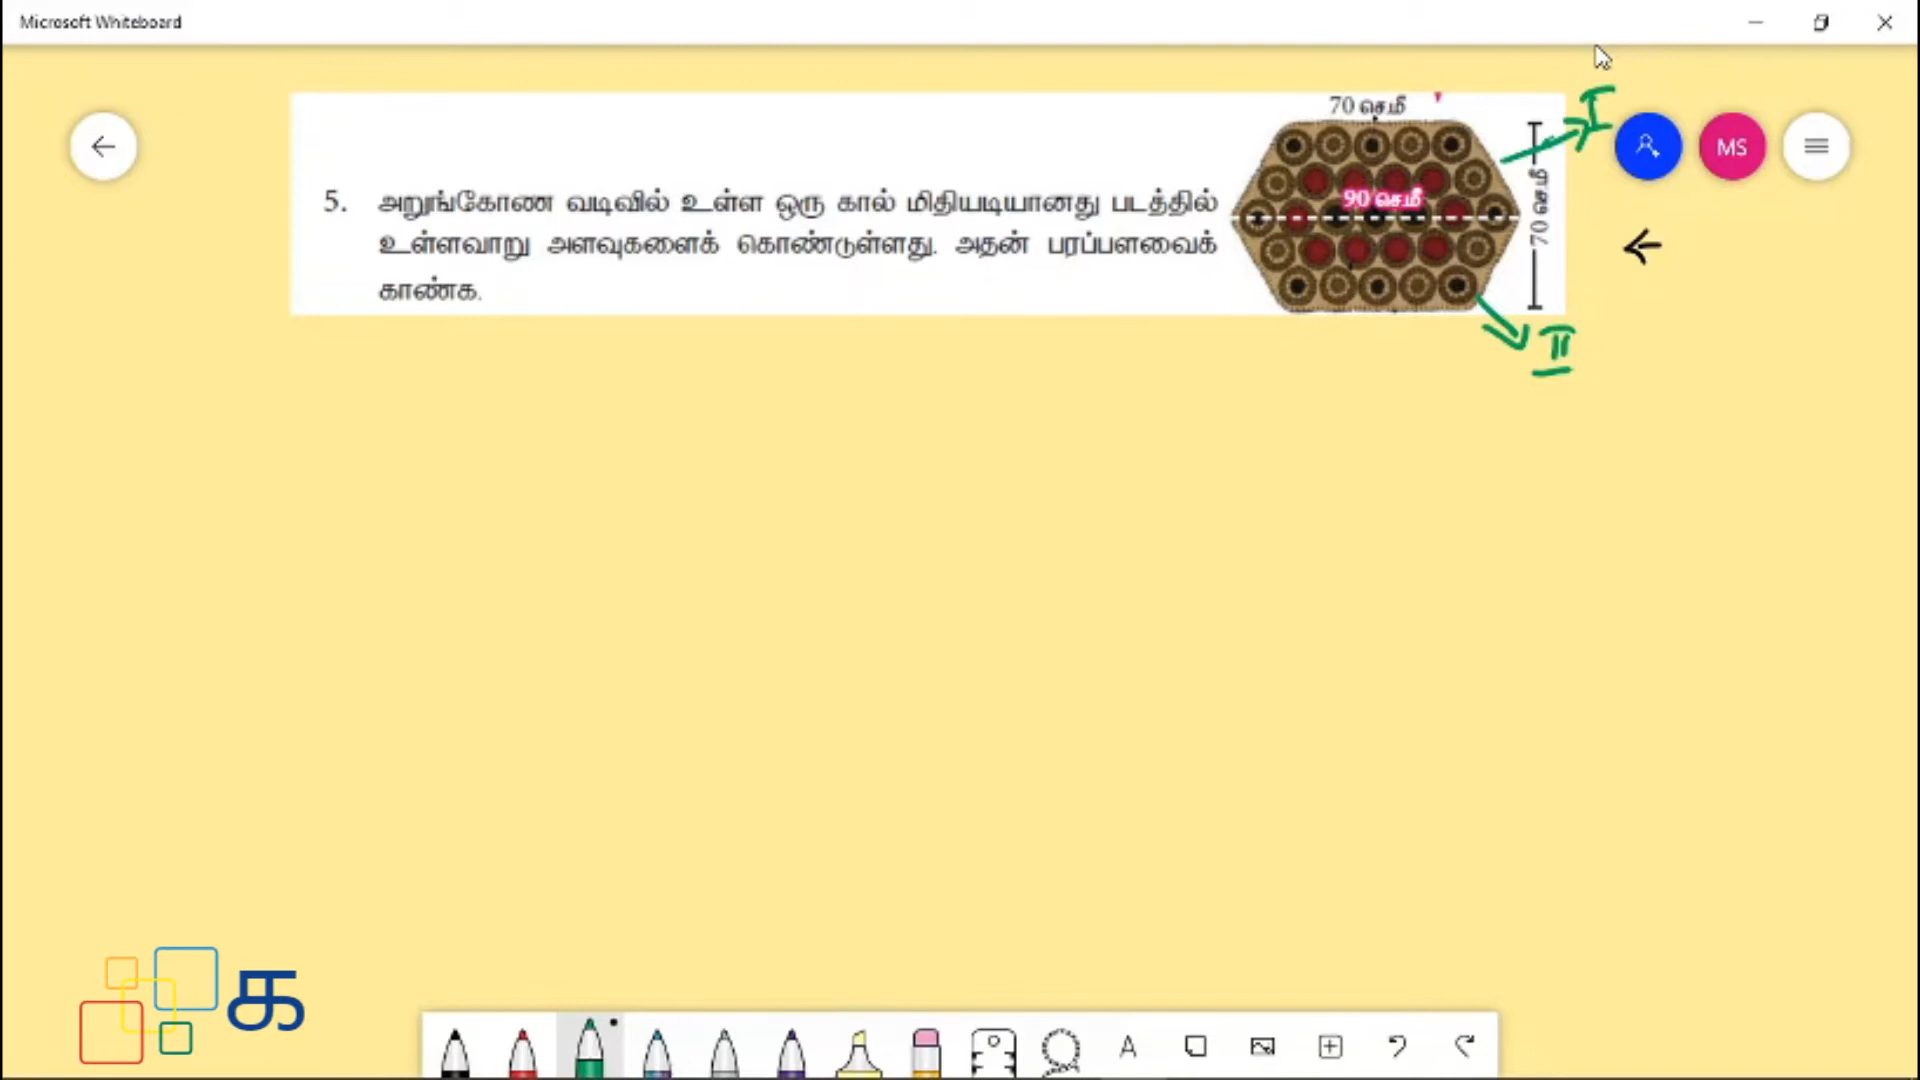 Microsoft Whiteboard
70 செமீ
I
MS
5. அறுங்கோண வடிவில் உள்ள ஒரு கால் மிதியடியானது படத்தில்
90 செமீ
70 செமீ
உள்ளவாறு அளவுகளைக் கொண்டுள்ளது. அதன் பரப்பளவைக்
காண்க.
II
க